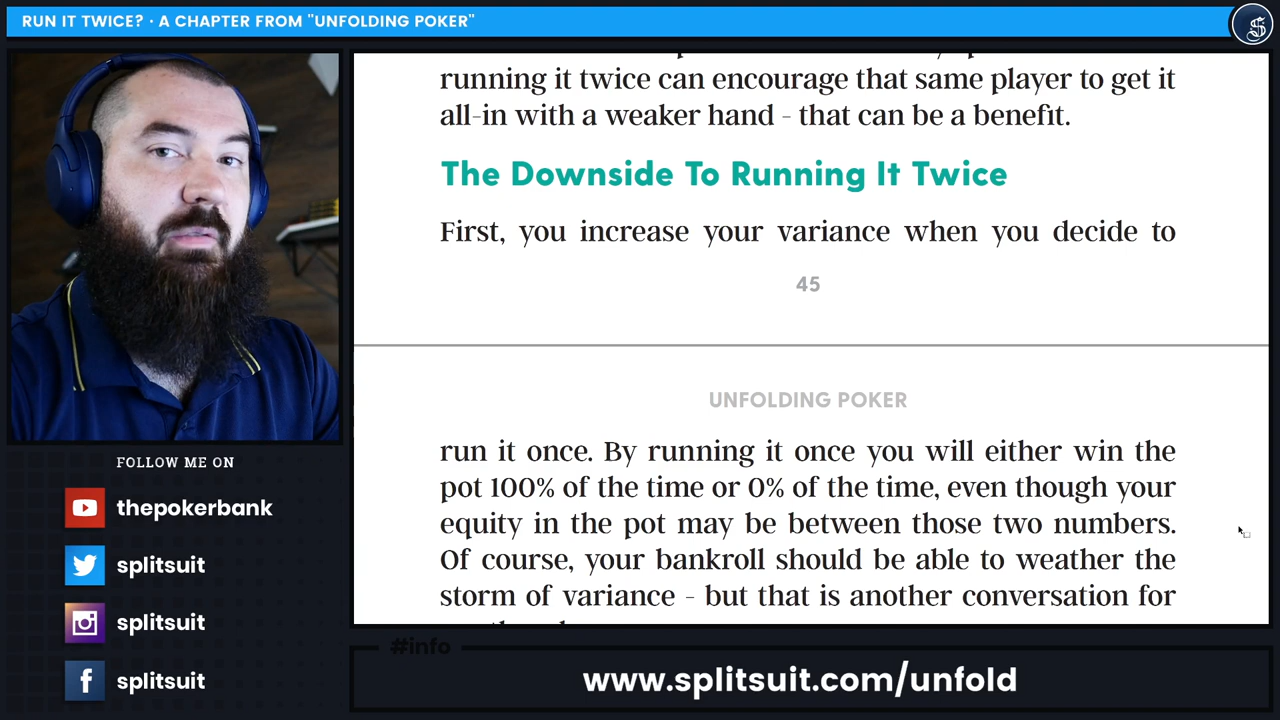 RUN IT TWICE? · A CHAPTER FROM "UNFOLDING POKER"
S
running it twice can encourage that same player to get it
all-in with a weaker hand - that can be a benefit.
The Downside To Running It Twice
First, you increase your variance when you decide to
45
UNFOLDING POKER
run it once. By running it once you will either win the
pot 100% of the time or 0% of the time, even though your
equity in the pot may be between those two numbers.
Of course, your bankroll should be able to weather the
storm of variance - but that is another conversation for
FOLLOW ME ON
thepokerbank
splitsuit
splitsuit
f splitsuit
#info
www.splitsuit.com/unfold